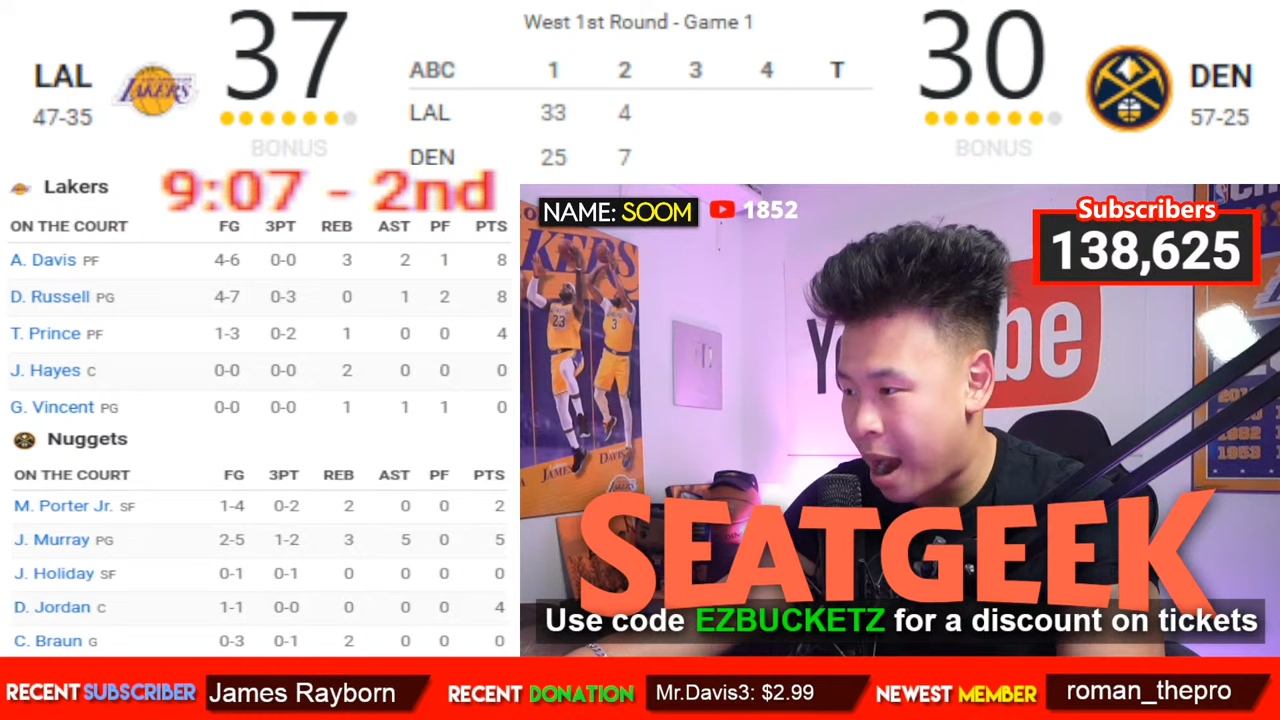 West 1st Round - Game 1
LAL
47-35
LAKERS
37
BONUS
ABC 1 2 3 4 T
LAL 33 4
DEN 25 7
30
BONUS
DEN
57-25
9:07 - 2nd
Lakers
ON THE COURT FG 3PT REB AST PF PTS
A. Davis PF 4-6 0-0 3 2 1 8
D. Russell PG 4-7 0-3 0 1 2 8
T. Prince PF 1-3 0-2 1 0 0 4
J. Hayes C 0-0 0-0 2 0 0 0
G. Vincent PG 0-0 0-0 1 1 1 0
Nuggets
ON THE COURT FG 3PT REB AST PF PTS
M. Porter Jr. SF 1-4 0-2 2 0 0 2
J. Murray PG 2-5 1-2 3 5 0 5
J. Holiday SF 0-1 0-1 0 0 0 0
D. Jordan C 1-1 0-0 0 0 0 4
C. Braun G 0-3 0-1 2 0 0 0
NAME: SOOM
1852
Subscribers
138,625
KERS
23
3
JAMES DAVIS
LAKERS
You be
SEATGEEK
Use code EZBUCKETZ for a discount on tickets
RECENT SUBSCRIBER James Rayborn
RECENT DONATION Mr.Davis3: $2.99
NEWEST MEMBER roman_thepro